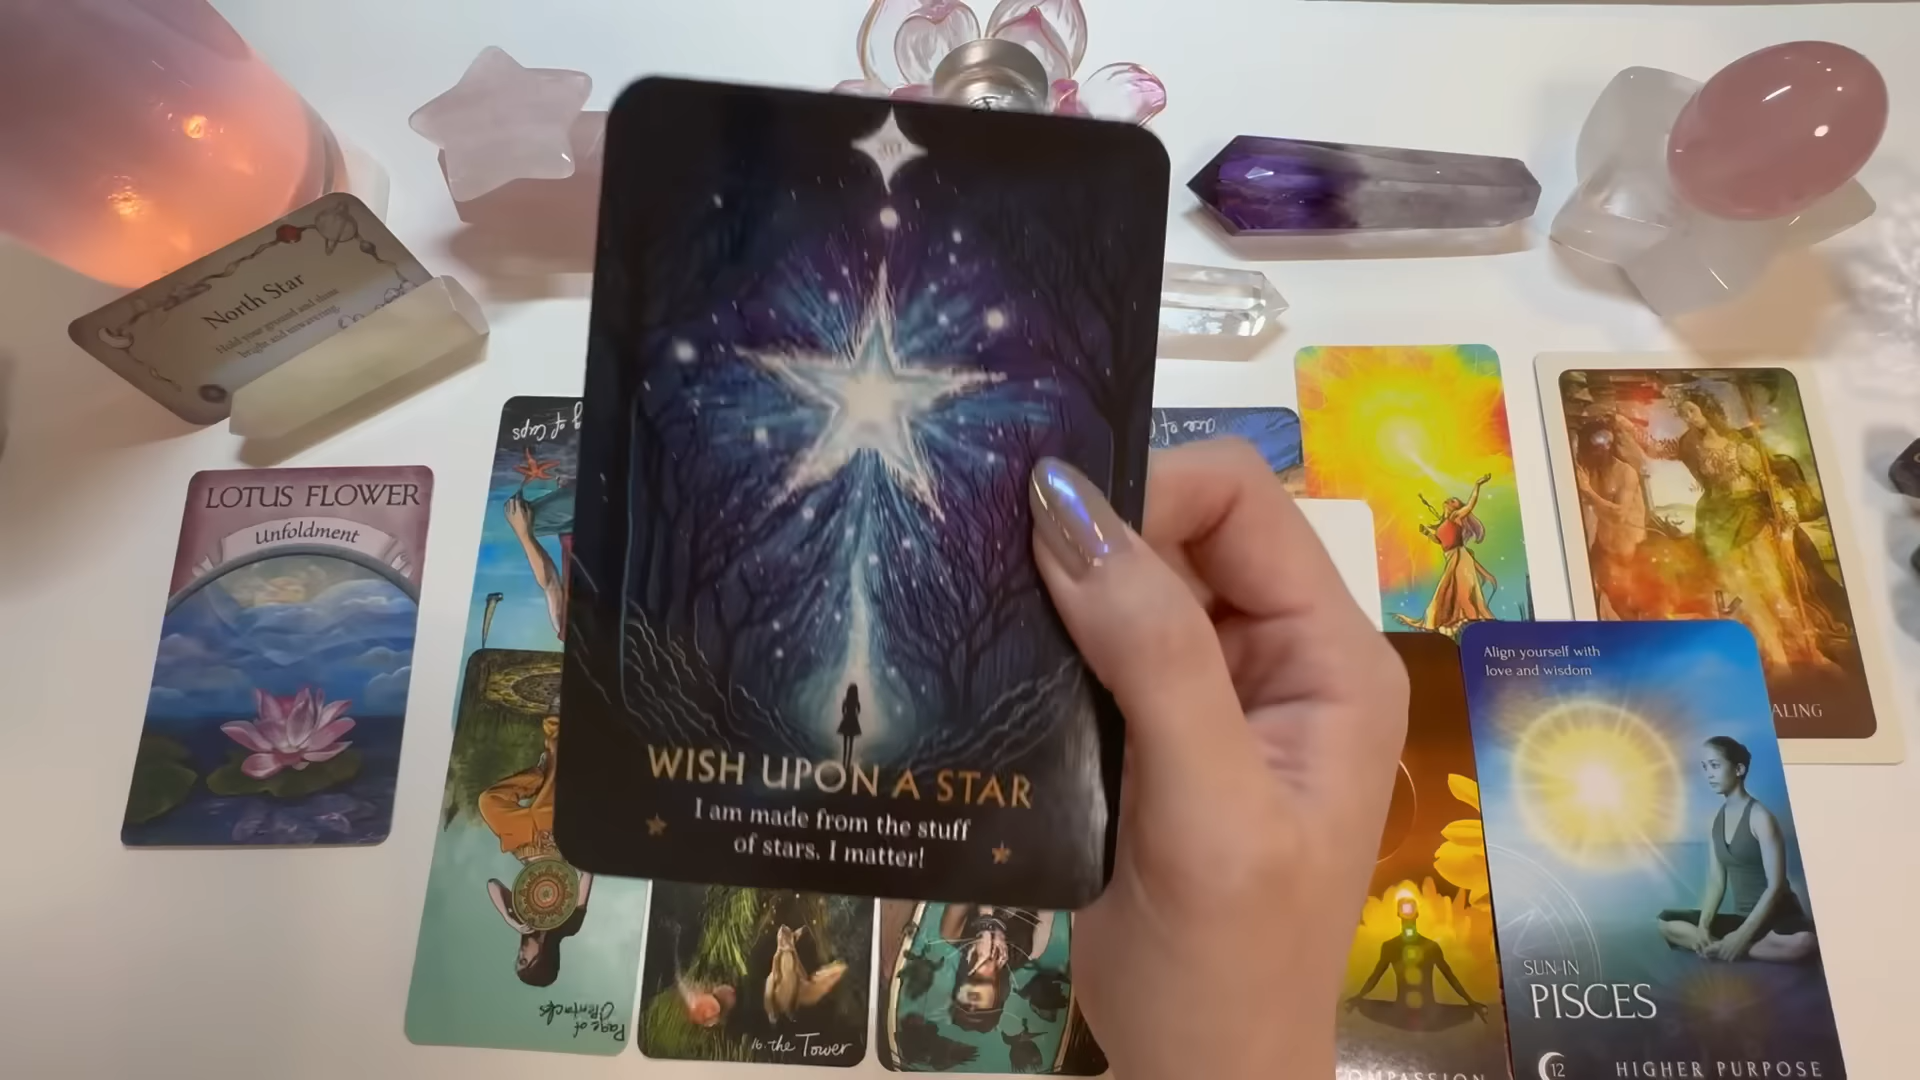 North Star
Hold your ground and shine
bright and unwavering.
LOTUS FLOWER
Unfoldment
of Cups
ace of
WISH UPON A STAR
I am made from the stuff
of stars. I matter!
Page of
Pentacles
16. the Tower
Align yourself with
love and wisdom
SUN IN
PISCES
12
HIGHER PURPOSE